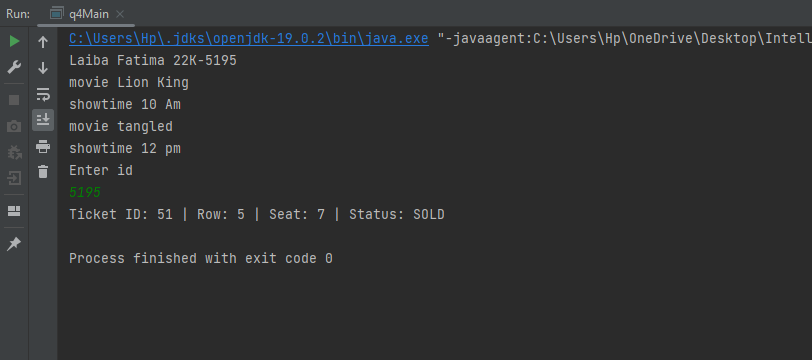 Run: q4Main
C:\Users\Hp\.jdks\openjdk-19.0.2\bin\java.exe "-javaagent:C:\Users\Hp\OneDrive\Desktop\Intell
Laiba Fatima 22K-5195
movie Lion King
showtime 10 Am
movie tangled
showtime 12 pm
Enter id
5195
Ticket ID: 51 | Row: 5 | Seat: 7 | Status: SOLD
Process finished with exit code 0